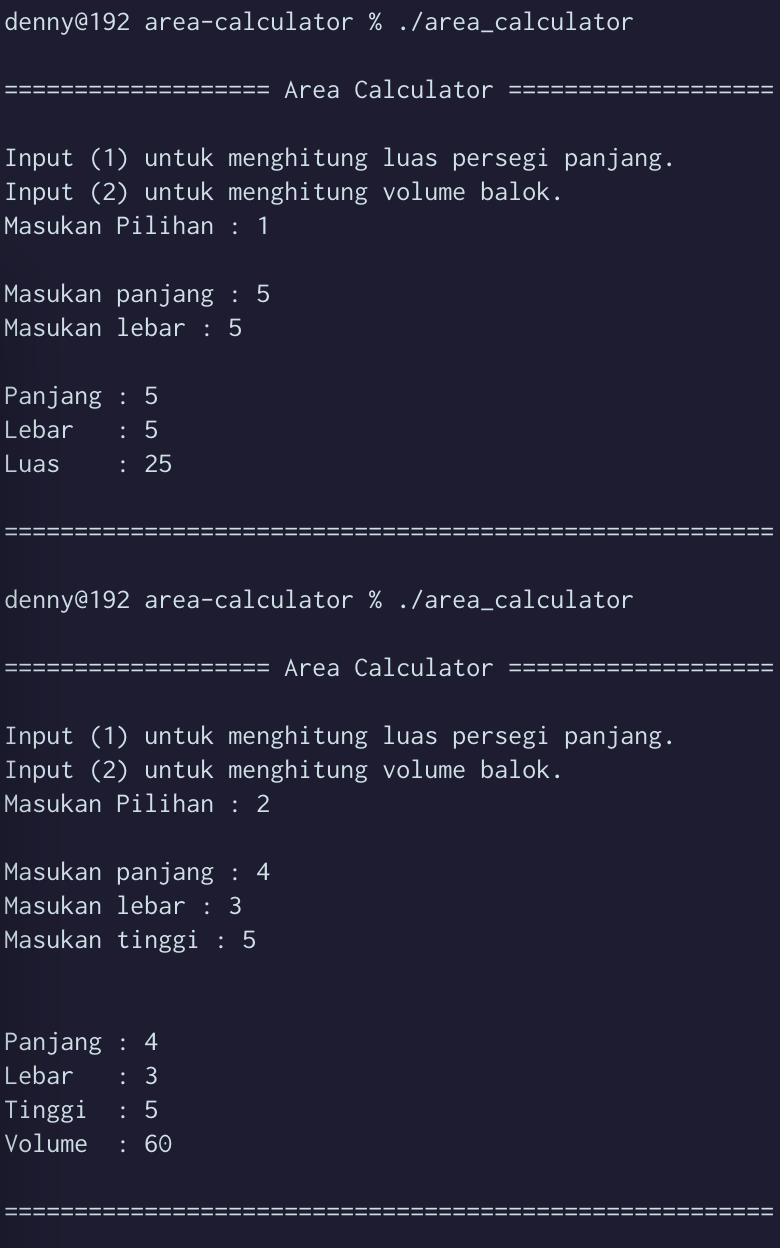 denny@192 area-calculator % ./area_calculator
=================== Area Calculator ===================
Input (1) untuk menghitung luas persegi panjang.
Input (2) untuk menghitung volume balok.
Masukan Pilihan : 1
Masukan panjang : 5
Masukan lebar : 5
Panjang : 5
Lebar   : 5
Luas    : 25
=======================================================
denny@192 area-calculator % ./area_calculator
=================== Area Calculator ===================
Input (1) untuk menghitung luas persegi panjang.
Input (2) untuk menghitung volume balok.
Masukan Pilihan : 2
Masukan panjang : 4
Masukan lebar : 3
Masukan tinggi : 5
Panjang : 4
Lebar   : 3
Tinggi  : 5
Volume  : 60
=======================================================